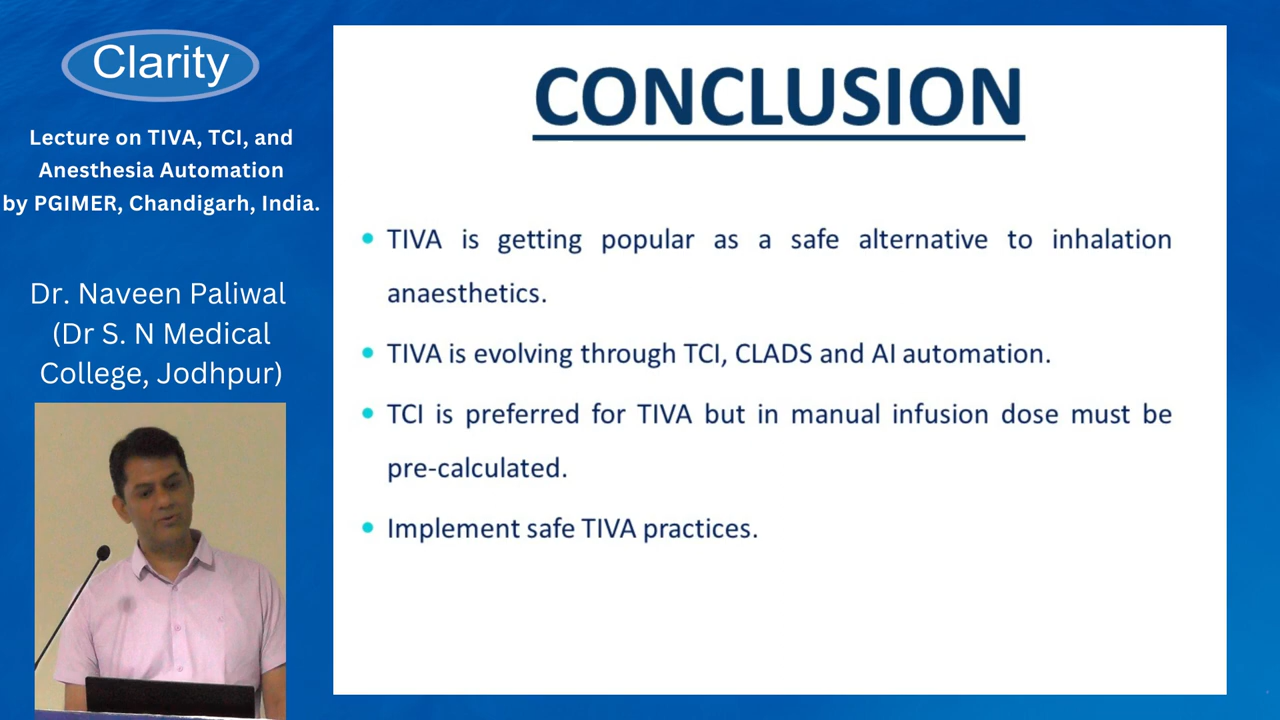 Clarity
Lecture on TIVA, TCI, and
Anesthesia Automation
by PGIMER, Chandigarh, India.
Dr. Naveen Paliwal
(Dr S. N Medical
College, Jodhpur)
CONCLUSION
• TIVA is getting popular as a safe alternative to inhalation
anaesthetics.
• TIVA is evolving through TCI, CLADS and AI automation.
• TCI is preferred for TIVA but in manual infusion dose must be
pre-calculated.
• Implement safe TIVA practices.